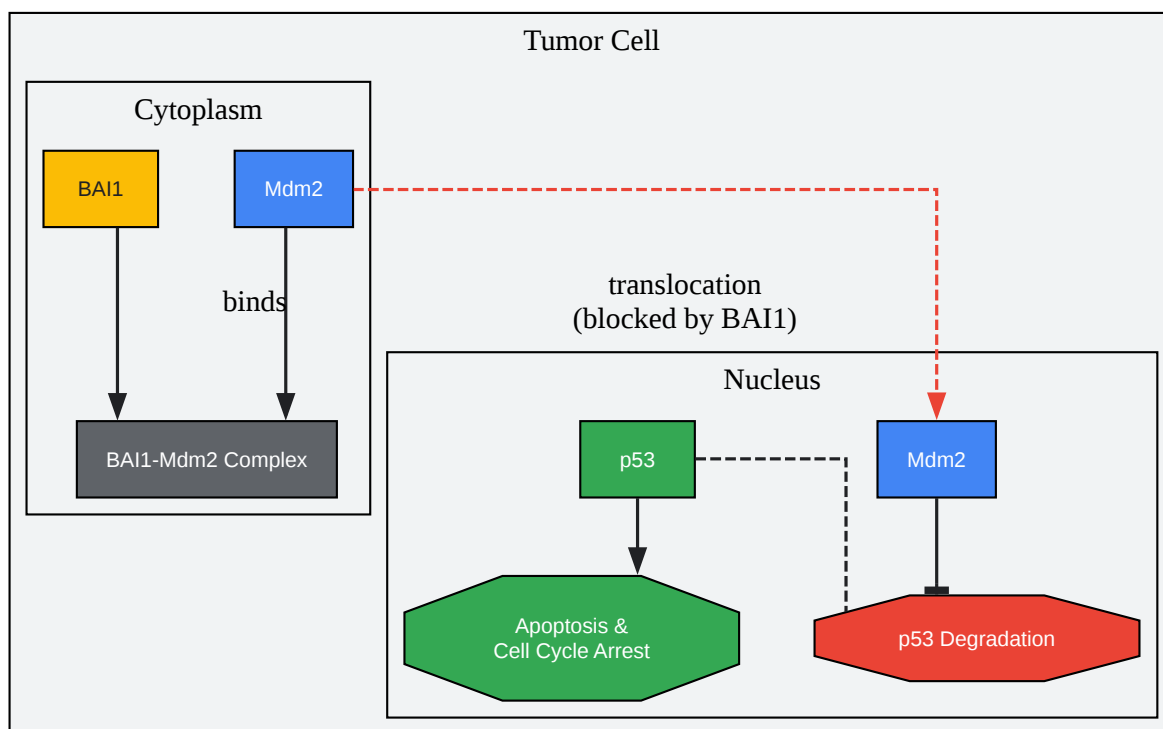 Tumor Cell
Cytoplasm
BAI1
Mdm2
binds
translocation
(blocked by BAI1)
BAI1-Mdm2 Complex
Nucleus
p53
Mdm2
Apoptosis &
Cell Cycle Arrest
p53 Degradation